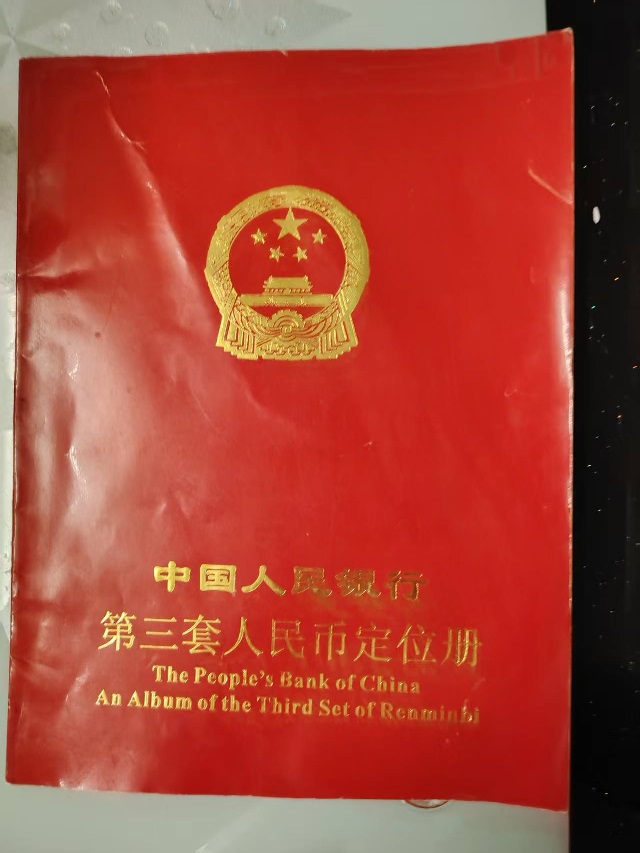 中国人民银行
第三套人民币定位册
The People's Bank of China
An Album of the Third Set of Renminbi